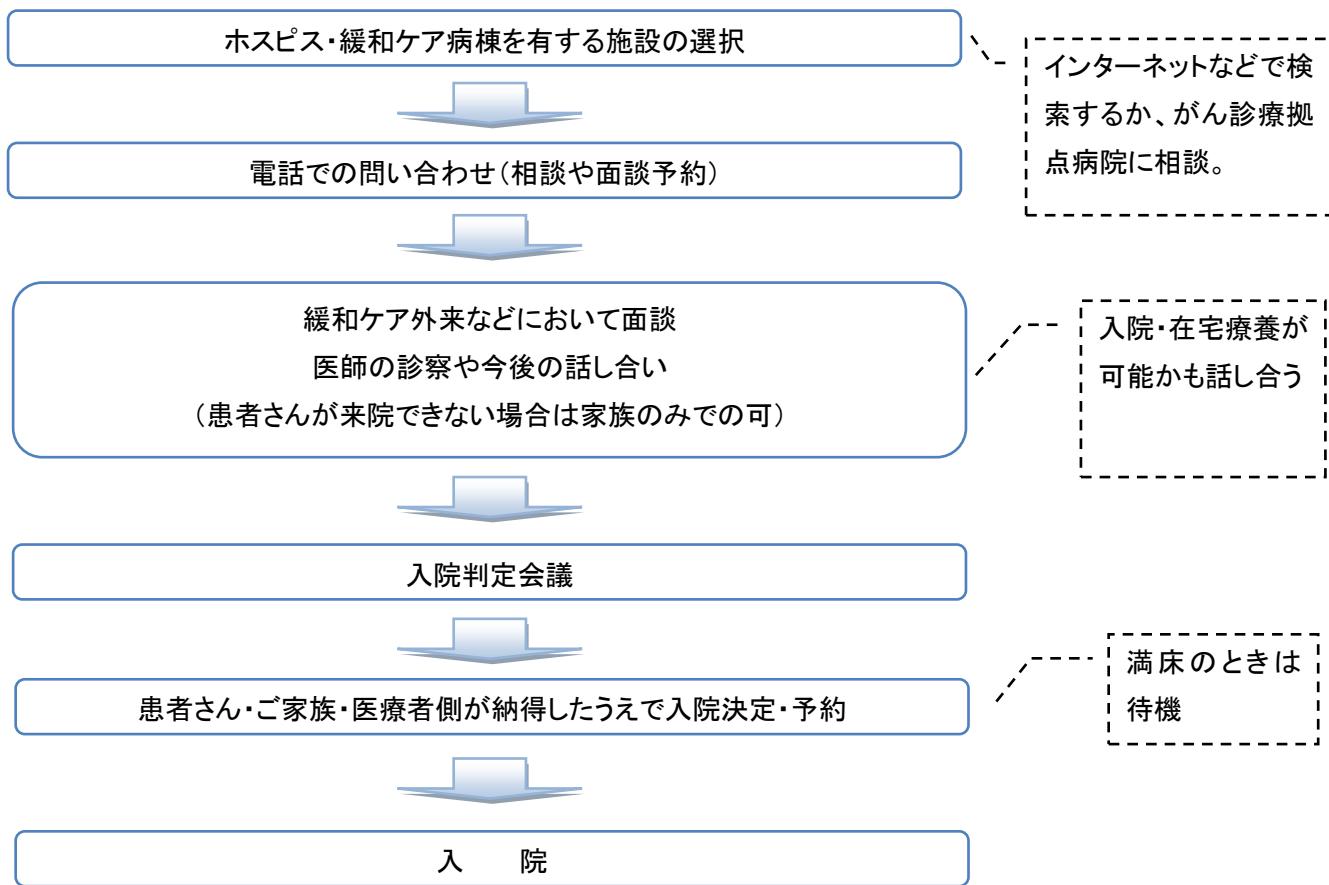 ホスピス・緩和ケア病棟を有する施設の選択
インターネットなどで検
索するか、がん診療拠
点病院に相談。
電話での問い合わせ（相談や面談予約）
緩和ケア外来などにおいて面談
医師の診察や今後の話し合い
（患者さんが来院できない場合は家族のみでの可）
入院・在宅療養が
可能かも話し合う
入院判定会議
患者さん・ご家族・医療者側が納得したうえで入院決定・予約
満床のときは
待機
入　　院